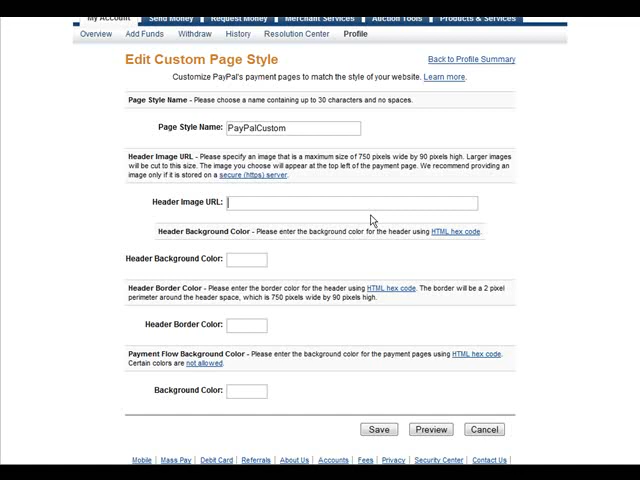 My Account Send Money Request Money Merchant Services Auction Tools Products & Services
Overview Add Funds Withdraw History Resolution Center Profile
Edit Custom Page Style
Back to Profile Summary
Customize PayPal's payment pages to match the style of your website. Learn more.
Page Style Name - Please choose a name containing up to 30 characters and no spaces.
Page Style Name: PayPalCustom
Header Image URL - Please specify an image that is a maximum size of 750 pixels wide by 90 pixels high. Larger images
will be cut to this size. The image you choose will appear at the top left of the payment page. We recommend providing an
image only if it is stored on a secure (https) server.
Header Image URL:
Header Background Color - Please enter the background color for the header using HTML hex code.
Header Background Color:
Header Border Color - Please enter the border color for the header using HTML hex code. The border will be a 2 pixel
perimeter around the header space, which is 750 pixels wide by 90 pixels high.
Header Border Color:
Payment Flow Background Color - Please enter the background color for the payment pages using HTML hex code.
Certain colors are not allowed.
Background Color:
Save Preview Cancel
Mobile Mass Pay Debit Card Referrals About Us Accounts Fees Privacy Security Center Contact Us